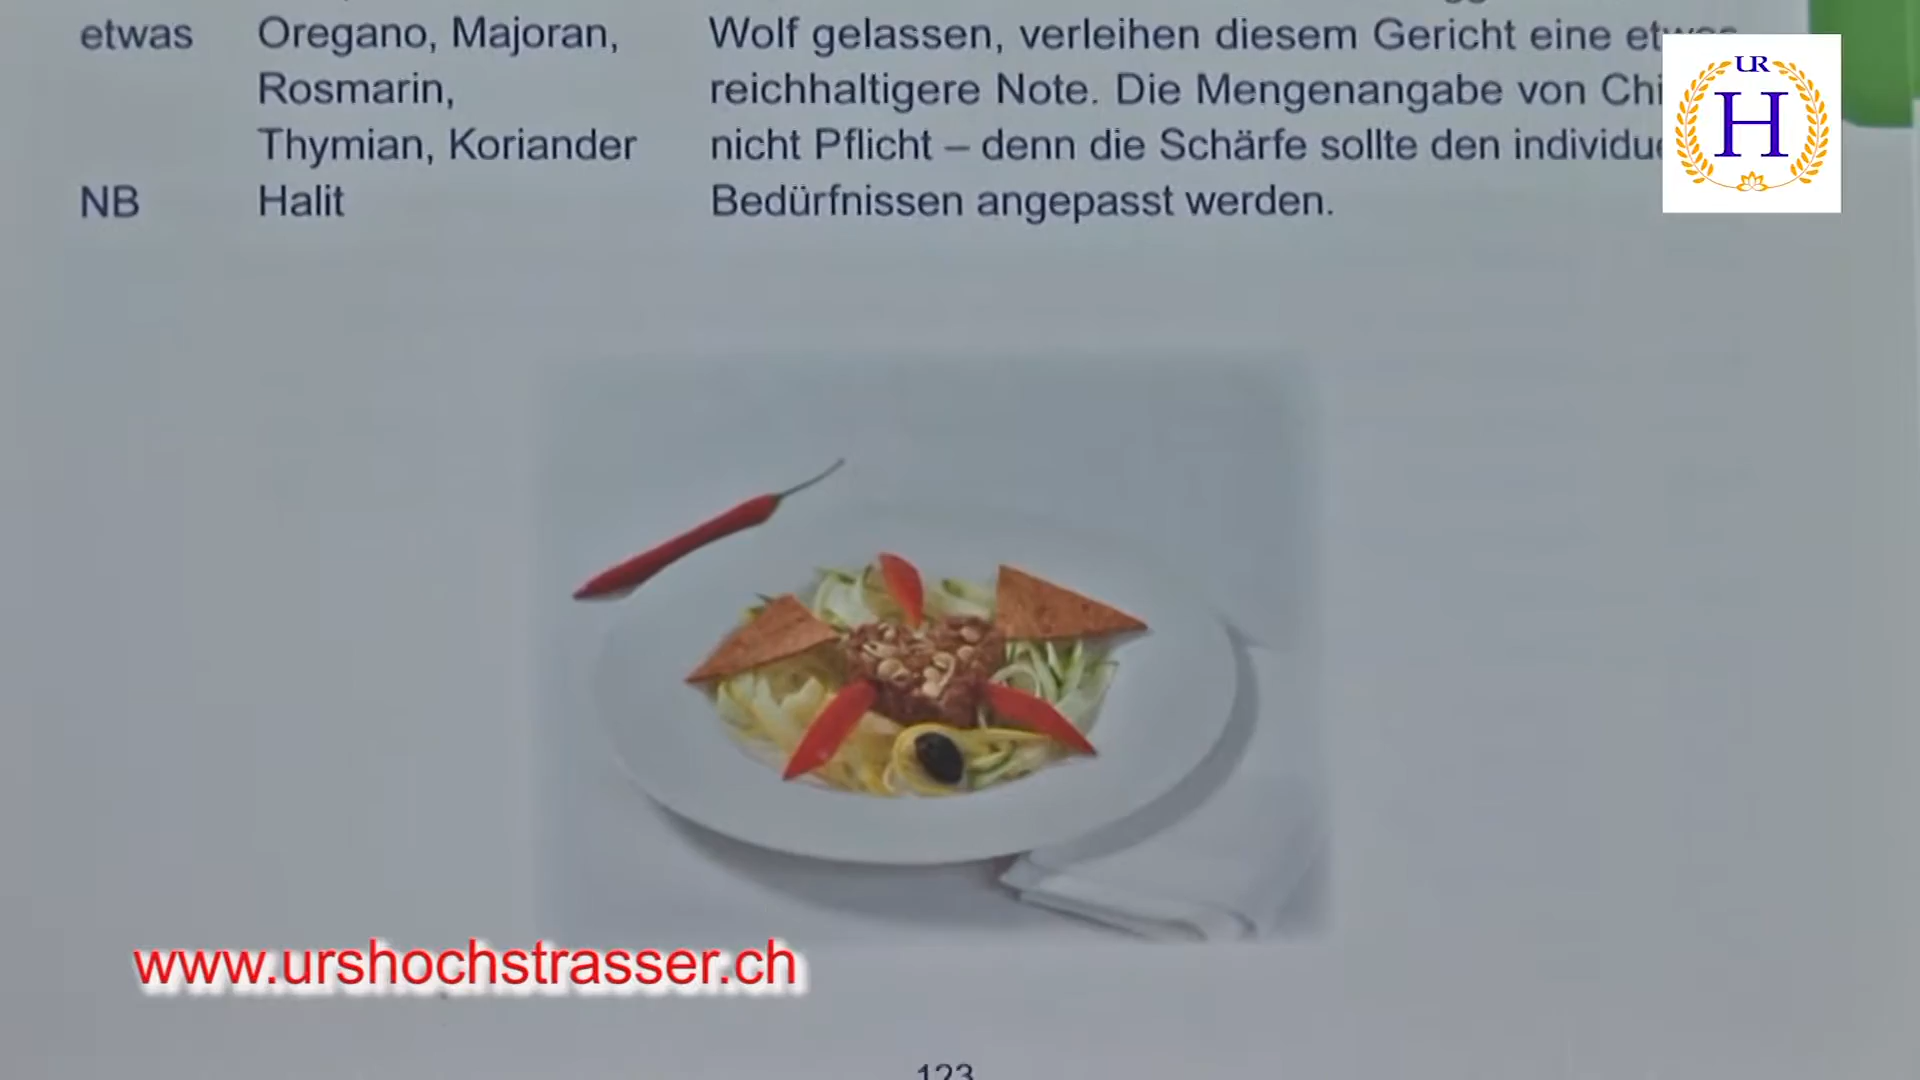 etwas Oregano, Majoran,
Rosmarin,
Thymian, Koriander
NB Halit
Wolf gelassen, verleihen diesem Gericht eine
reichhaltigere Note. Die Mengenangabe von
nicht Pflicht – denn die Schärfe sollte den
Bedürfnissen angepasst werden.
UR
H
www.urshochstrasser.ch
123